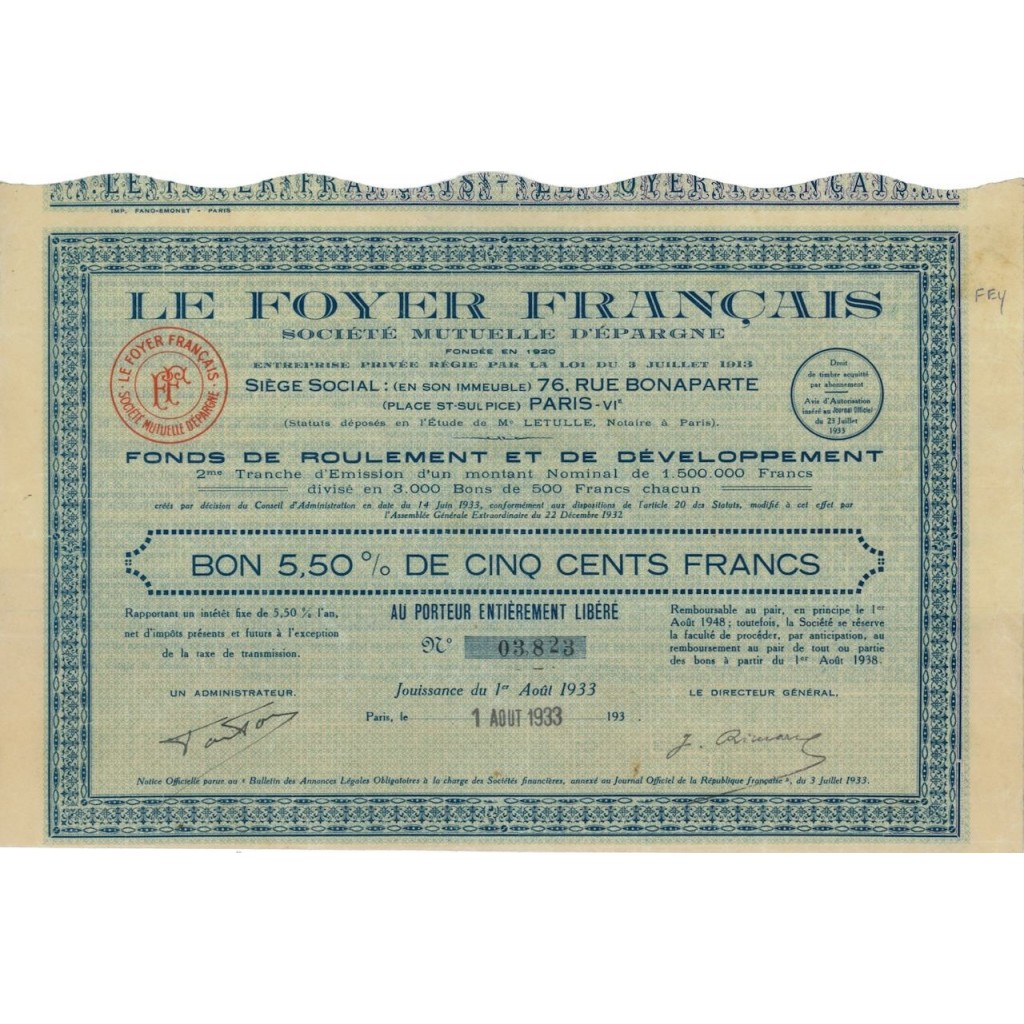 LE FOYER FRANÇAIS - LE FOYER FRANÇAIS
IMP. FANO-EMONET - PARIS
LE FOYER FRANÇAIS
FEY
SOCIÉTÉ MUTUELLE D'ÉPARGNE
FONDÉE EN 1920
ENTREPRISE PRIVÉE RÉGIE PAR LA LOI DU 3 JUILLET 1913
LE FOYER FRANÇAIS
FF
SOCIÉTÉ MUTUELLE D'ÉPARGNE
SIÈGE SOCIAL : (EN SON IMMEUBLE) 76, RUE BONAPARTE
(PLACE ST-SULPICE) PARIS-VIe
(Statuts déposés en l'Étude de Me LETULLE, Notaire à Paris).
Droit
de timbre acquitté
par abonnement
Avis d'Autorisation
inséré au Journal Officiel
du 23 Juillet
1933
FONDS DE ROULEMENT ET DE DÉVELOPPEMENT
2me Tranche d'Emission d'un montant Nominal de 1.500.000 Francs
divisé en 3.000 Bons de 500 Francs chacun
créés par décision du Conseil d'Administration en date du 14 Juin 1933, conformément aux dispositions de l'article 20 des Statuts, modifié à cet effet par
l'Assemblée Générale Extraordinaire du 22 Décembre 1932
BON 5,50 % DE CINQ CENTS FRANCS
Rapportant un intétêt fixe de 5,50 % l'an,
net d'impôts présents et futurs à l'exception
de la taxe de transmission.
AU PORTEUR ENTIÈREMENT LIBÉRÉ
No 03.823
Remboursable au pair, en principe le 1er
Août 1948 ; toutefois, la Société se réserve
la faculté de procéder, par anticipation, au
remboursement au pair de tout ou partie
des bons à partir du 1er Août 1938.
UN ADMINISTRATEUR.
Jouissance du 1er Août 1933
LE DIRECTEUR GÉNÉRAL,
Paris, le 1 AOUT 1933 193
Notice Officielle parue au « Bulletin des Annonces Légales Obligatoires à la charge des Sociétés financières, annexé au Journal Officiel de la République française », du 3 Juillet 1933.